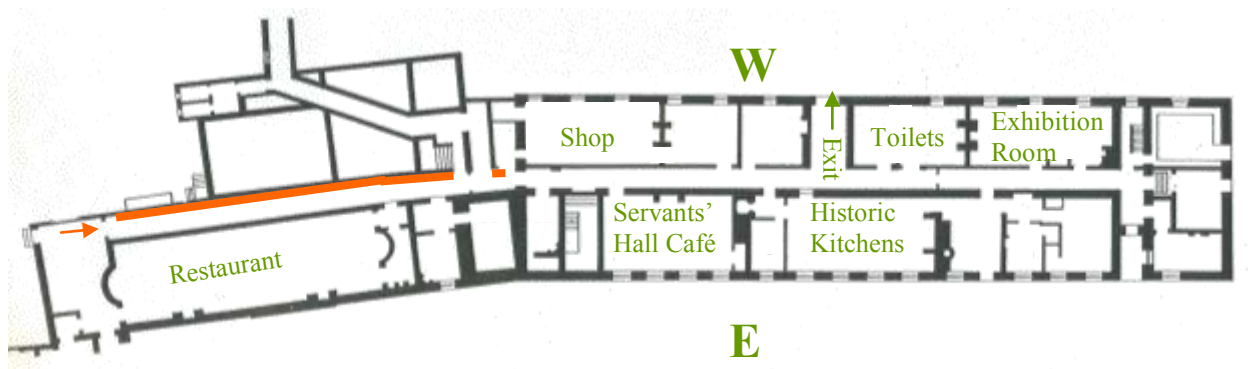 W
Shop
Exit
Toilets
Exhibition
Room
Servants’
Hall Café
Historic
Kitchens
Restaurant
E